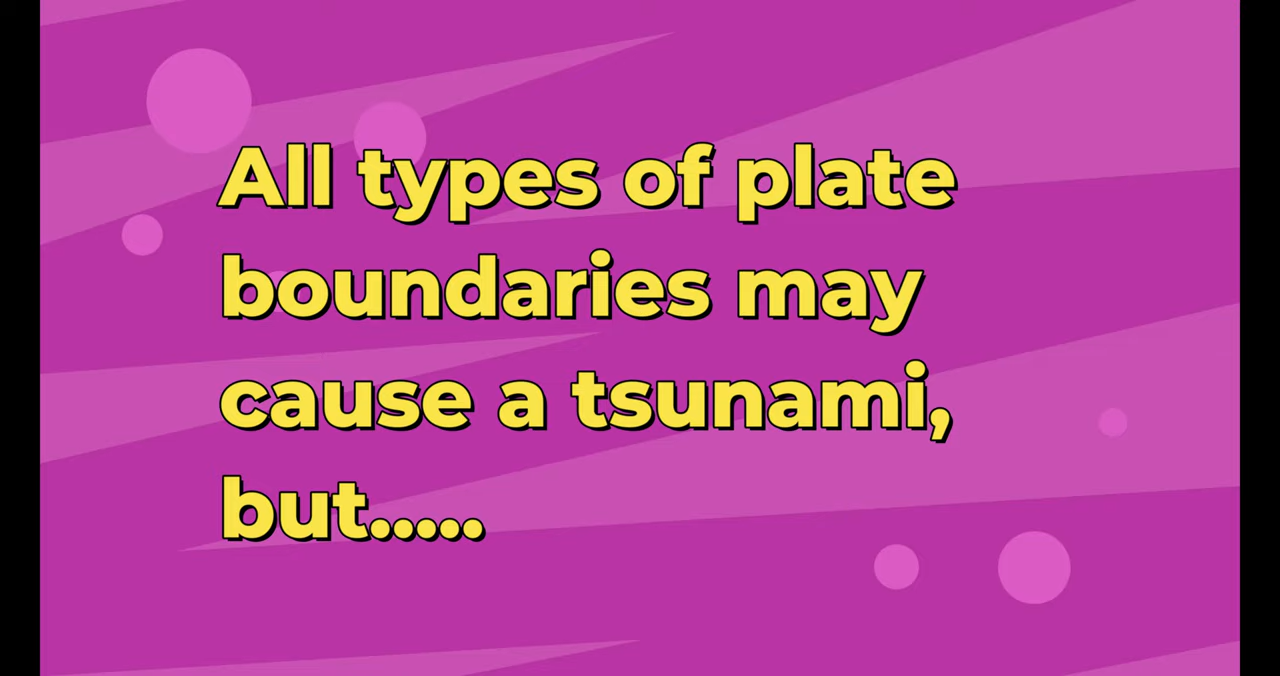 All types of plate
boundaries may
cause a tsunami,
but.....